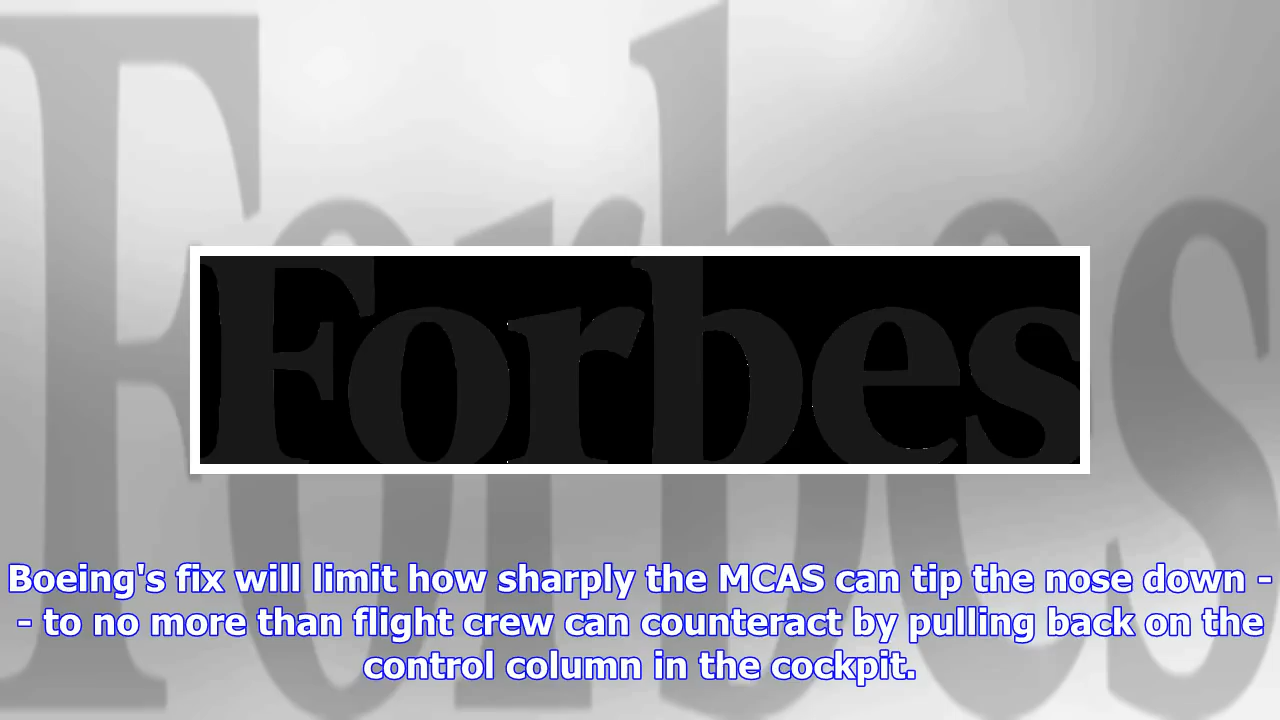 Forbes
Forbes
Boeing's fix will limit how sharply the MCAS can tip the nose down -
- to no more than flight crew can counteract by pulling back on the
control column in the cockpit.